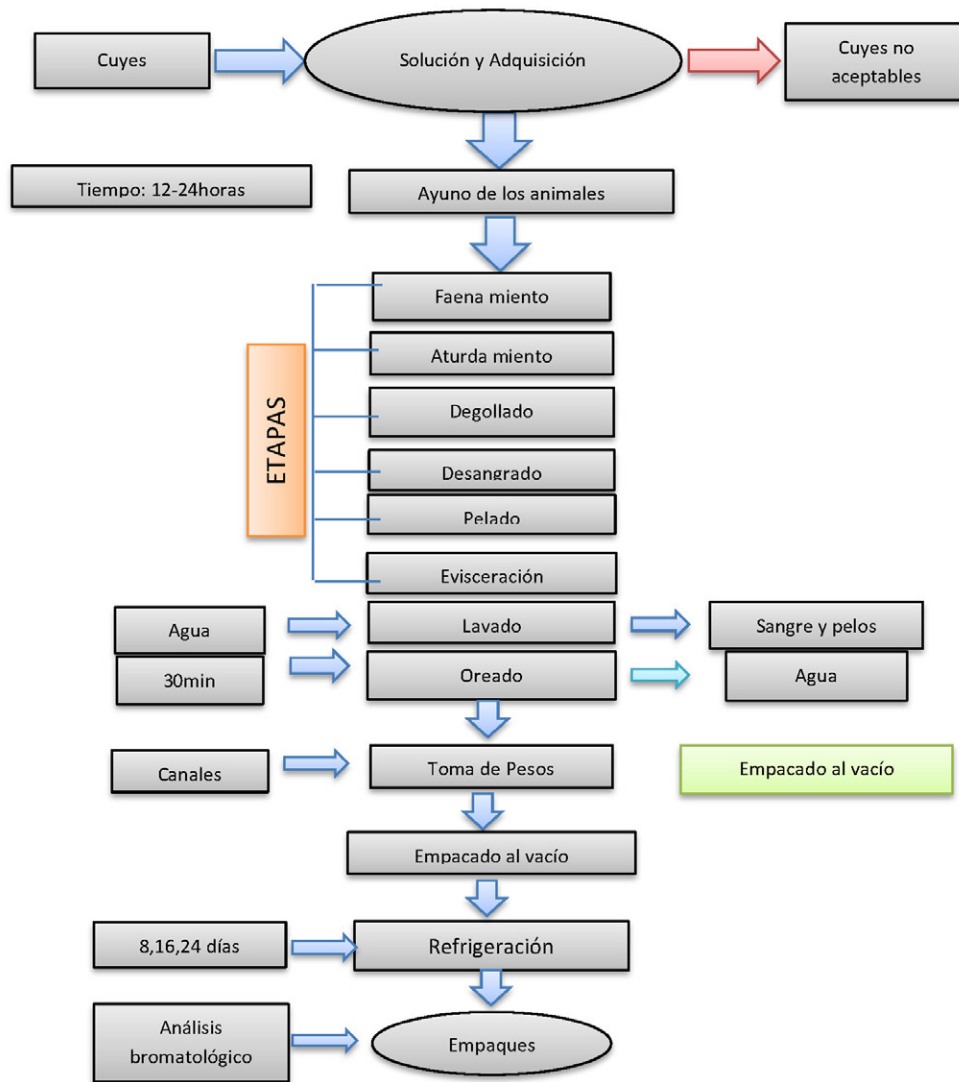 Cuyes
Solución y Adquisición
Cuyes no
aceptables
Tiempo: 12-24horas
Ayuno de los animales
ETAPAS
Faena miento
Aturda miento
Degollado
Desangrado
Pelado
Evisceración
Agua
Lavado
Sangre y pelos
30min
Oreado
Agua
Canales
Toma de Pesos
Empacado al vacío
Empacado al vacío
8,16,24 días
Refrigeración
Análisis
bromatológico
Empaques